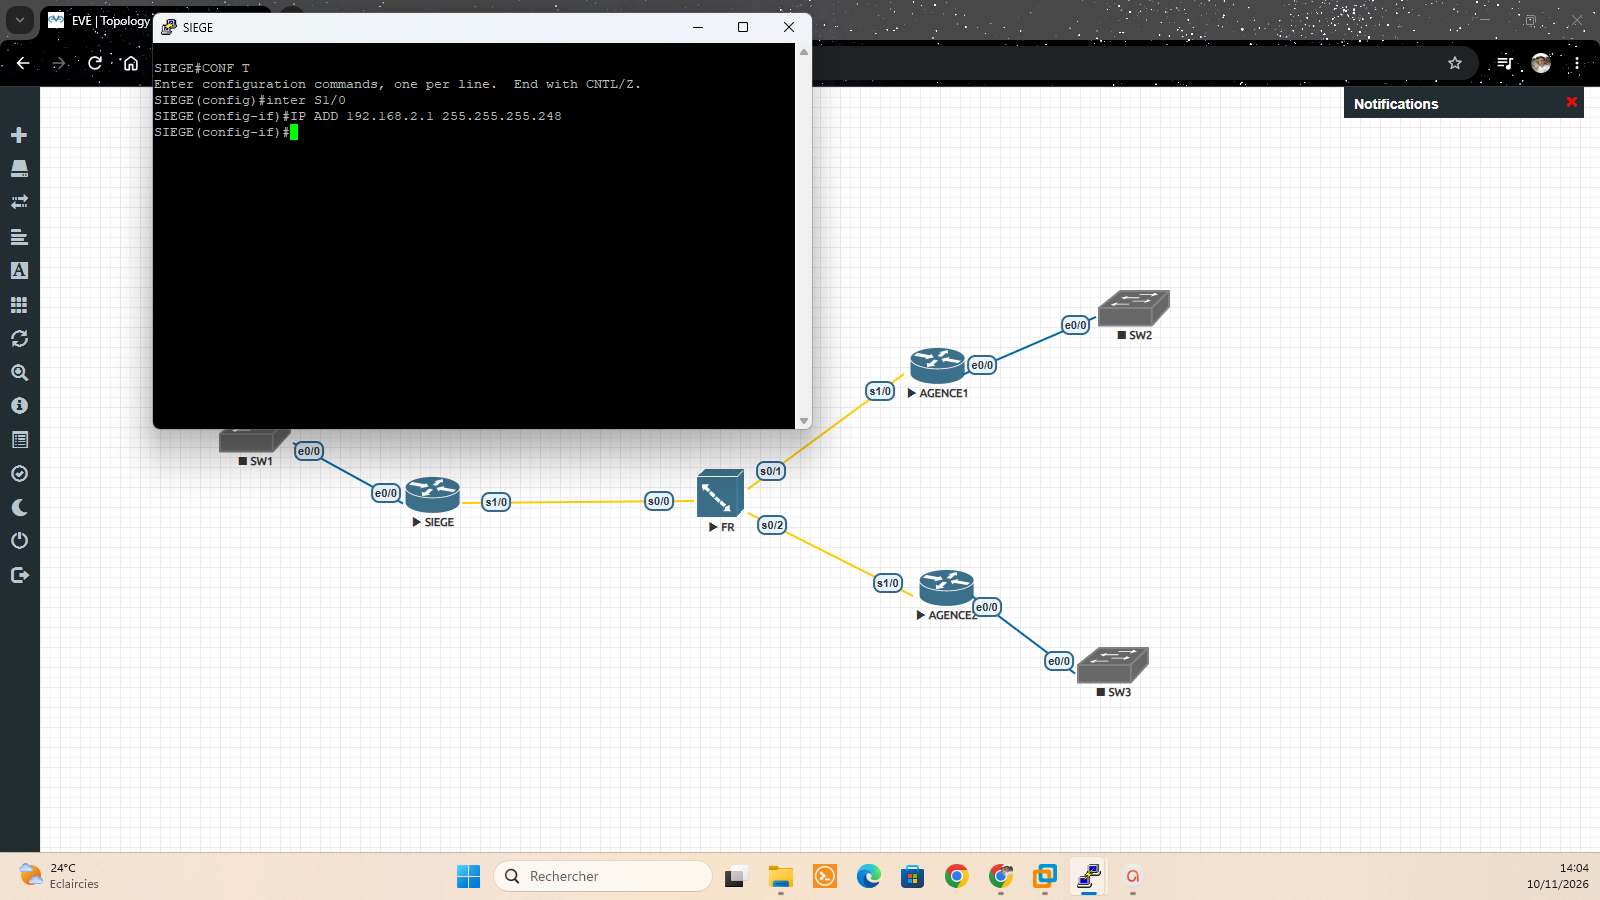 EVE | Topology
SIEGE
SIEGE#CONF T
Enter configuration commands, one per line.  End with CNTL/Z.
SIEGE(config)#inter S1/0
SIEGE(config-if)#IP ADD 192.168.2.1 255.255.255.248
SIEGE(config-if)#
Notifications
e0/0
SW2
e0/0
s1/0
AGENCE1
e0/0
SW1
s0/1
e0/0
s1/0
s0/0
SIEGE
FR
s0/2
s1/0
e0/0
AGENCE2
e0/0
SW3
24°C
Eclaircies
Rechercher
14:04
10/11/2026